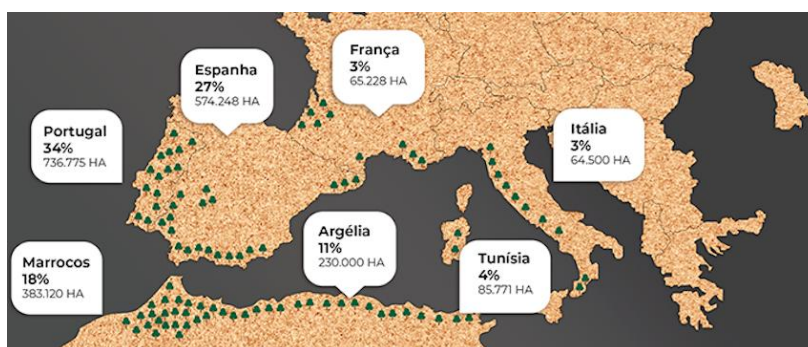 França
3%
65.228 HA
Espanha
27%
574.248 HA
Portugal
34%
736.775 HA
Itália
3%
64.500 HA
Argélia
11%
230.000 HA
Tunísia
4%
85.771 HA
Marrocos
18%
383.120 HA